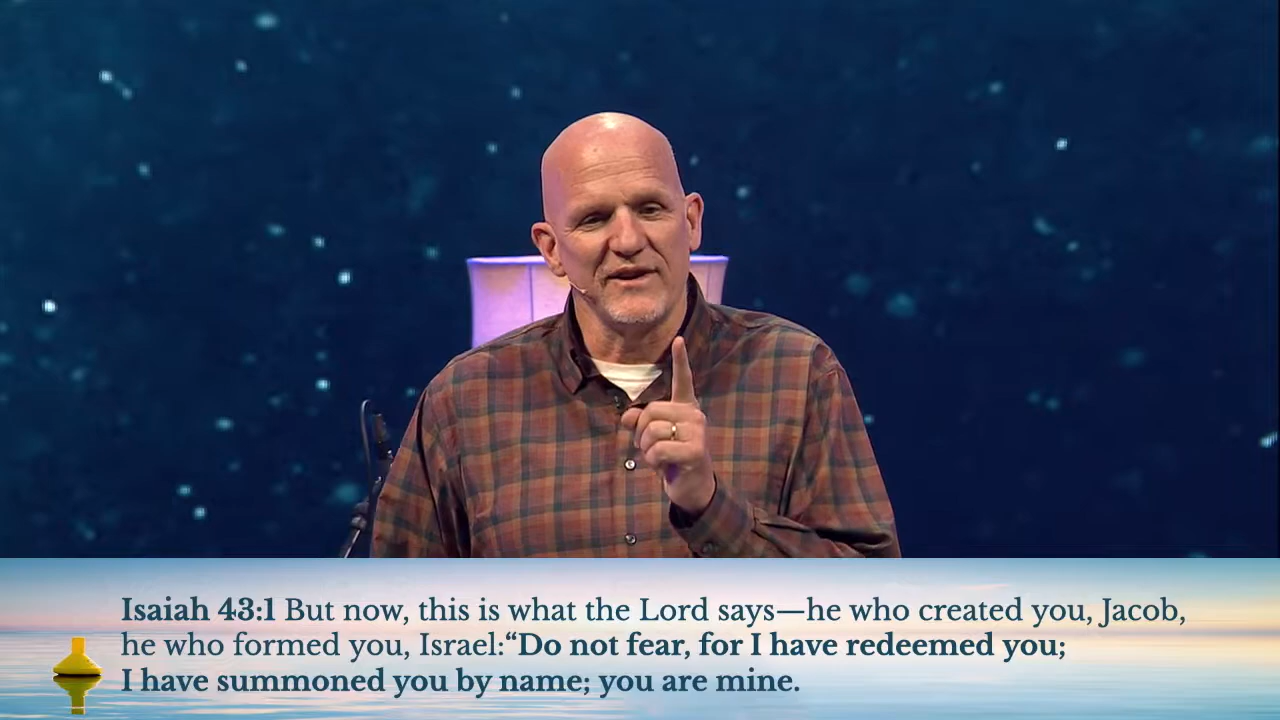 Isaiah 43:1 But now, this is what the Lord says—he who created you, Jacob,
he who formed you, Israel:“Do not fear, for I have redeemed you;
I have summoned you by name; you are mine.